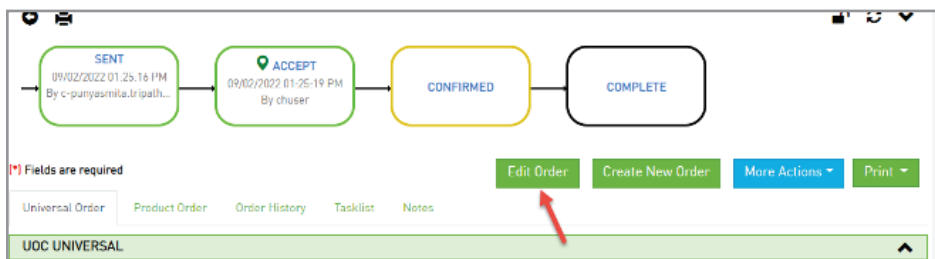 SENT
09/02/2022 01:25:16 PM
By c-punyasmita.tripath...
ACCEPT
09/02/2022 01-25-19 PM
By chuser
CONFIRMED
COMPLETE
(*) Fields are required
Edit Order
Create New Order
More Actions
Print
Universal Order
Product Order
Order History
Tasklist
Notes
UOC UNIVERSAL